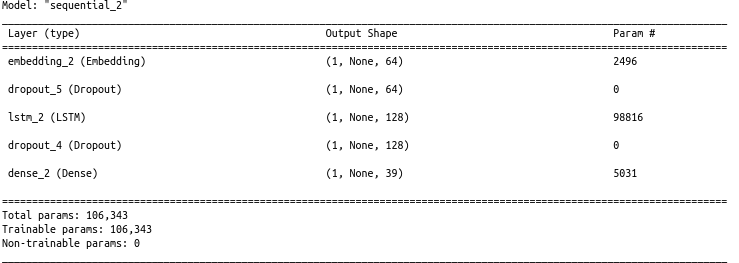 Model: "sequential_2"
Layer (type) Output Shape Param #
embedding_2 (Embedding) (1, None, 64) 2496
dropout_5 (Dropout) (1, None, 64) 0
lstm_2 (LSTM) (1, None, 128) 98816
dropout_4 (Dropout) (1, None, 128) 0
dense_2 (Dense) (1, None, 39) 5031
Total params: 106,343
Trainable params: 106,343
Non-trainable params: 0